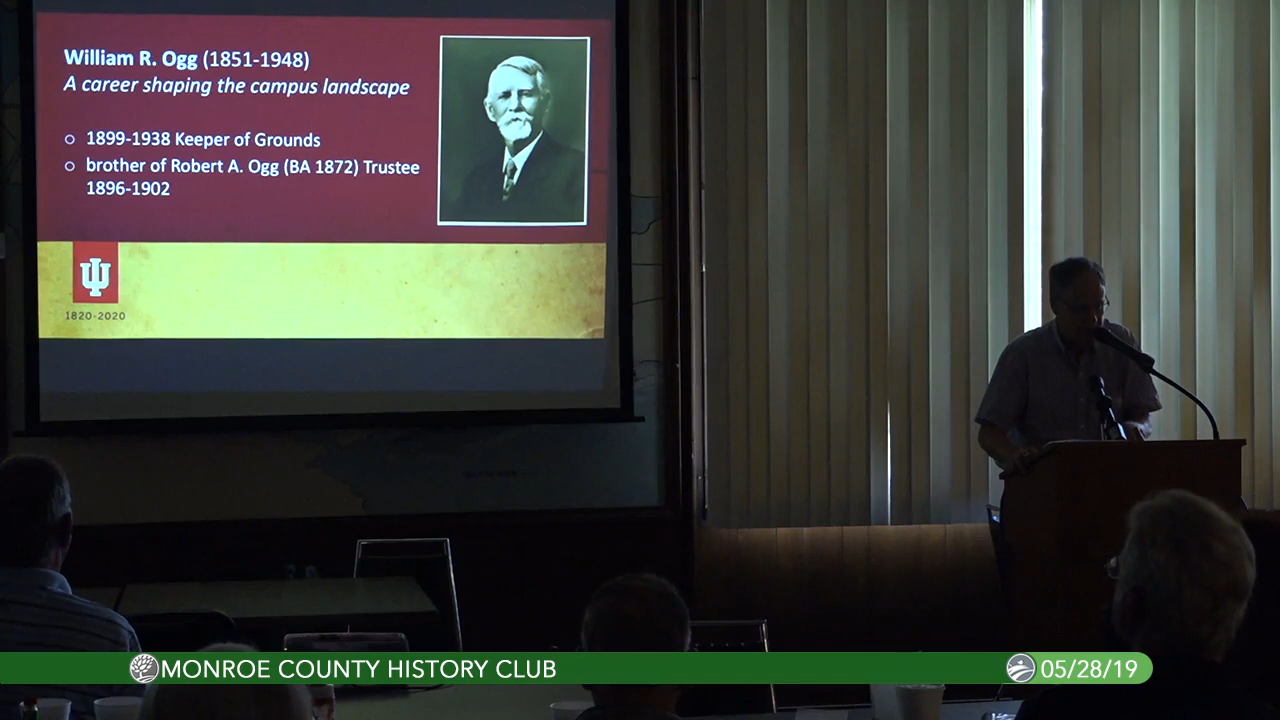 William R. Ogg (1851-1948)
A career shaping the campus landscape
1899-1938 Keeper of Grounds
brother of Robert A. Ogg (BA 1872) Trustee
1896-1902
1820-2020
MONROE COUNTY HISTORY CLUB
05/28/19